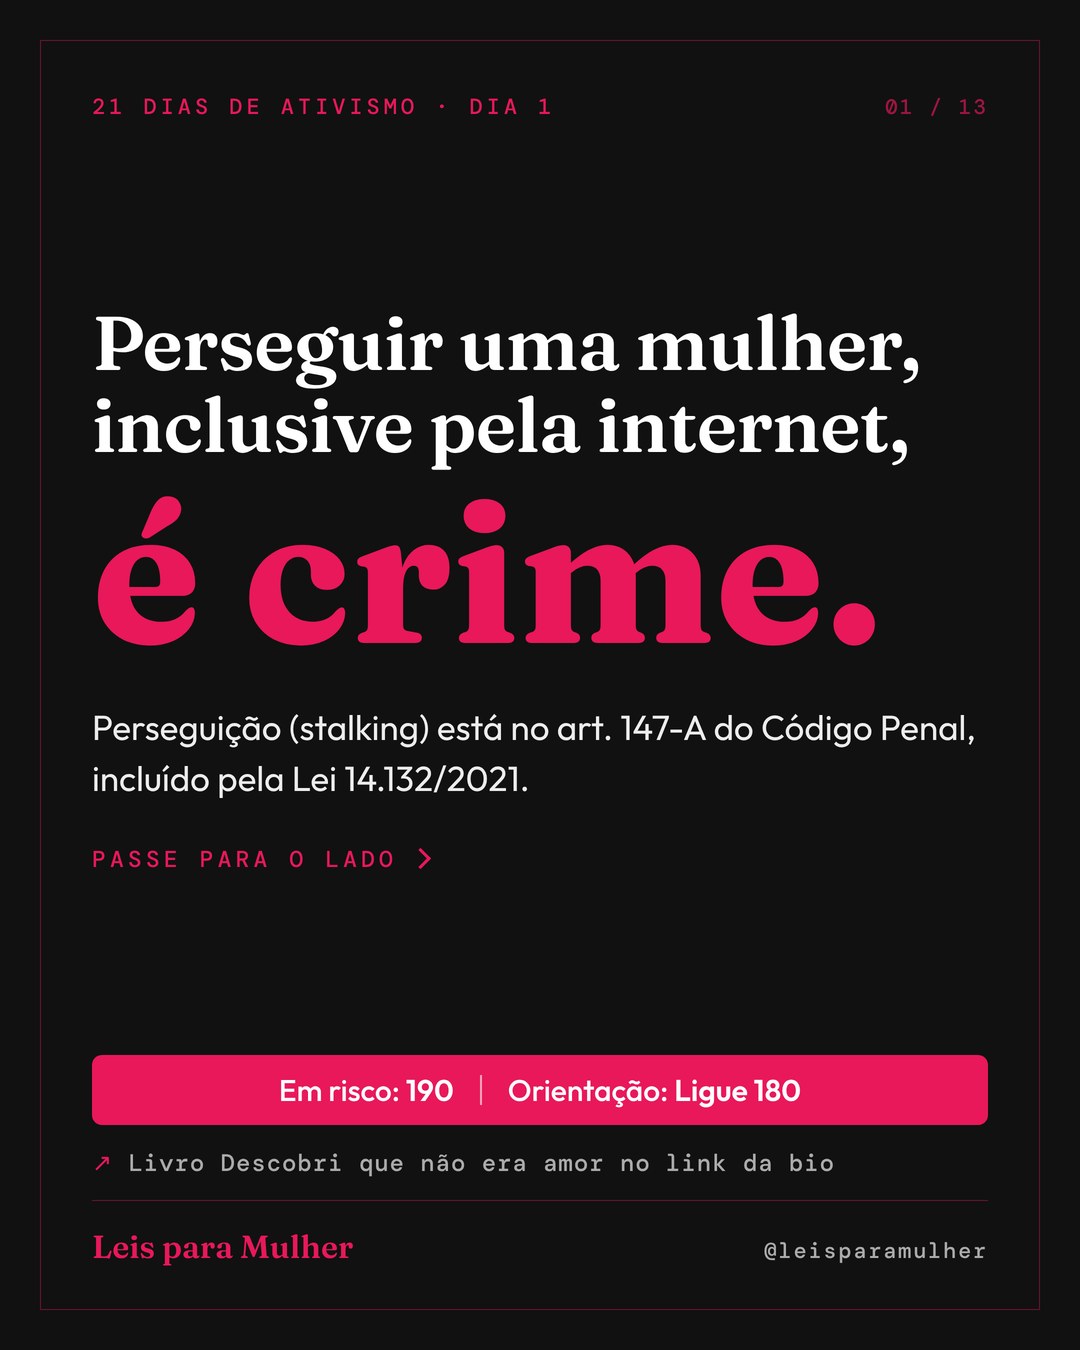 21 DIAS DE ATIVISMO · DIA 1
01 / 13
Perseguir uma mulher,
inclusive pela internet,
é crime.
Perseguição (stalking) está no art. 147-A do Código Penal,
incluído pela Lei 14.132/2021.
PASSE PARA O LADO >
Em risco: 190 | Orientação: Ligue 180
↗ Livro Descobri que não era amor no link da bio
Leis para Mulher
@leisparamulher